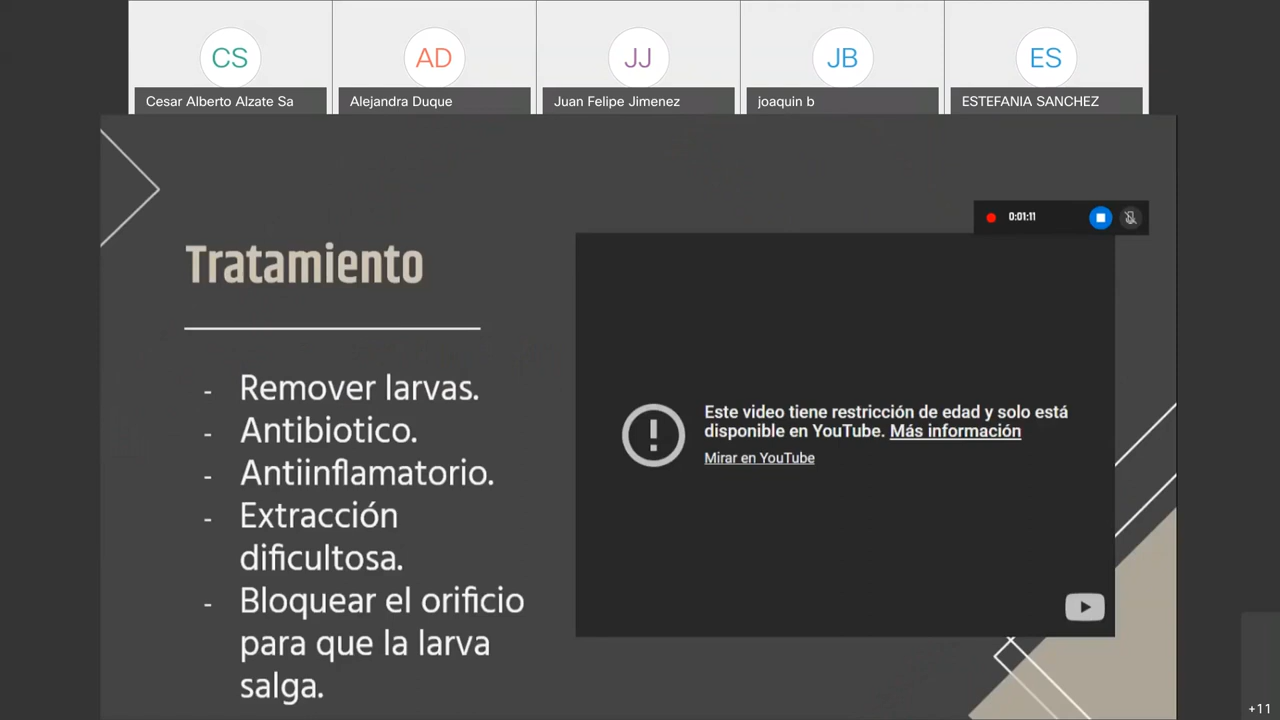 CS
AD
JJ
JB
ES
Cesar Alberto Alzate Sa
Alejandra Duque
Juan Felipe Jimenez
joaquin b
ESTEFANIA SANCHEZ
0:01:11
Tratamiento
- Remover larvas.
- Antibiotico.
- Antiinflamatorio.
- Extracción
dificultosa.
- Bloquear el orificio
para que la larva
salga.
Este video tiene restricción de edad y solo está
disponible en YouTube. Más información
Mirar en YouTube
+11